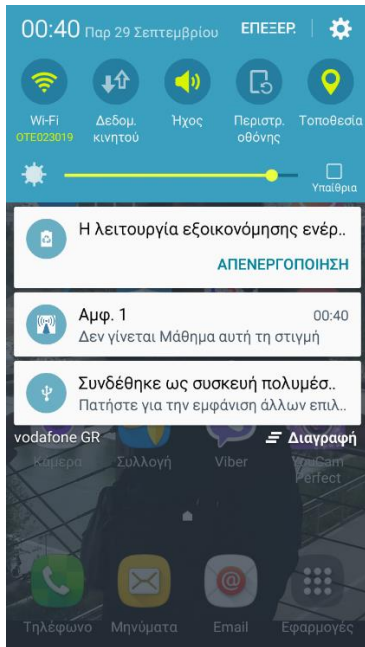 00:40 Παρ 29 Σεπτεμβρίου ΕΠΕΞΕΡ.
Wi-Fi
OTE023019
Δεδομ.
κινητού
Ήχος
Περιστρ.
οθόνης
Τοποθεσία
Υπαίθρια
Η λειτουργία εξοικονόμησης ενέρ..
ΑΠΕΝΕΡΓΟΠΟΙΗΣΗ
Αμφ. 1 00:40
Δεν γίνεται Μάθημα αυτή τη στιγμή
Συνδέθηκε ως συσκευή πολυμέσ..
Πατήστε για την εμφάνιση άλλων επιλ..
vodafone GR Διαγραφή
Κάμερα Συλλογή Viber YouCam
Perfect
Τηλέφωνο Μηνύματα Email Εφαρμογές